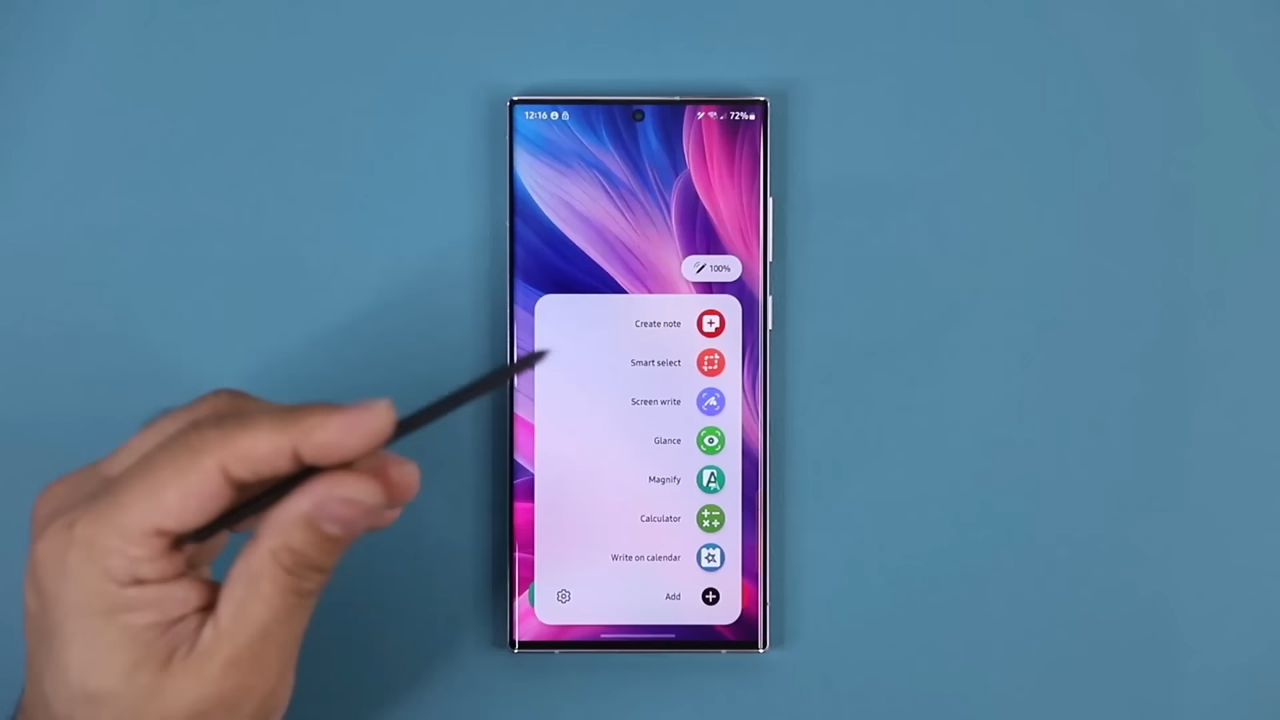 12:16 72%
100%
Create note
Smart select
Screen write
Glance
Magnify
Calculator
Write on calendar
Add